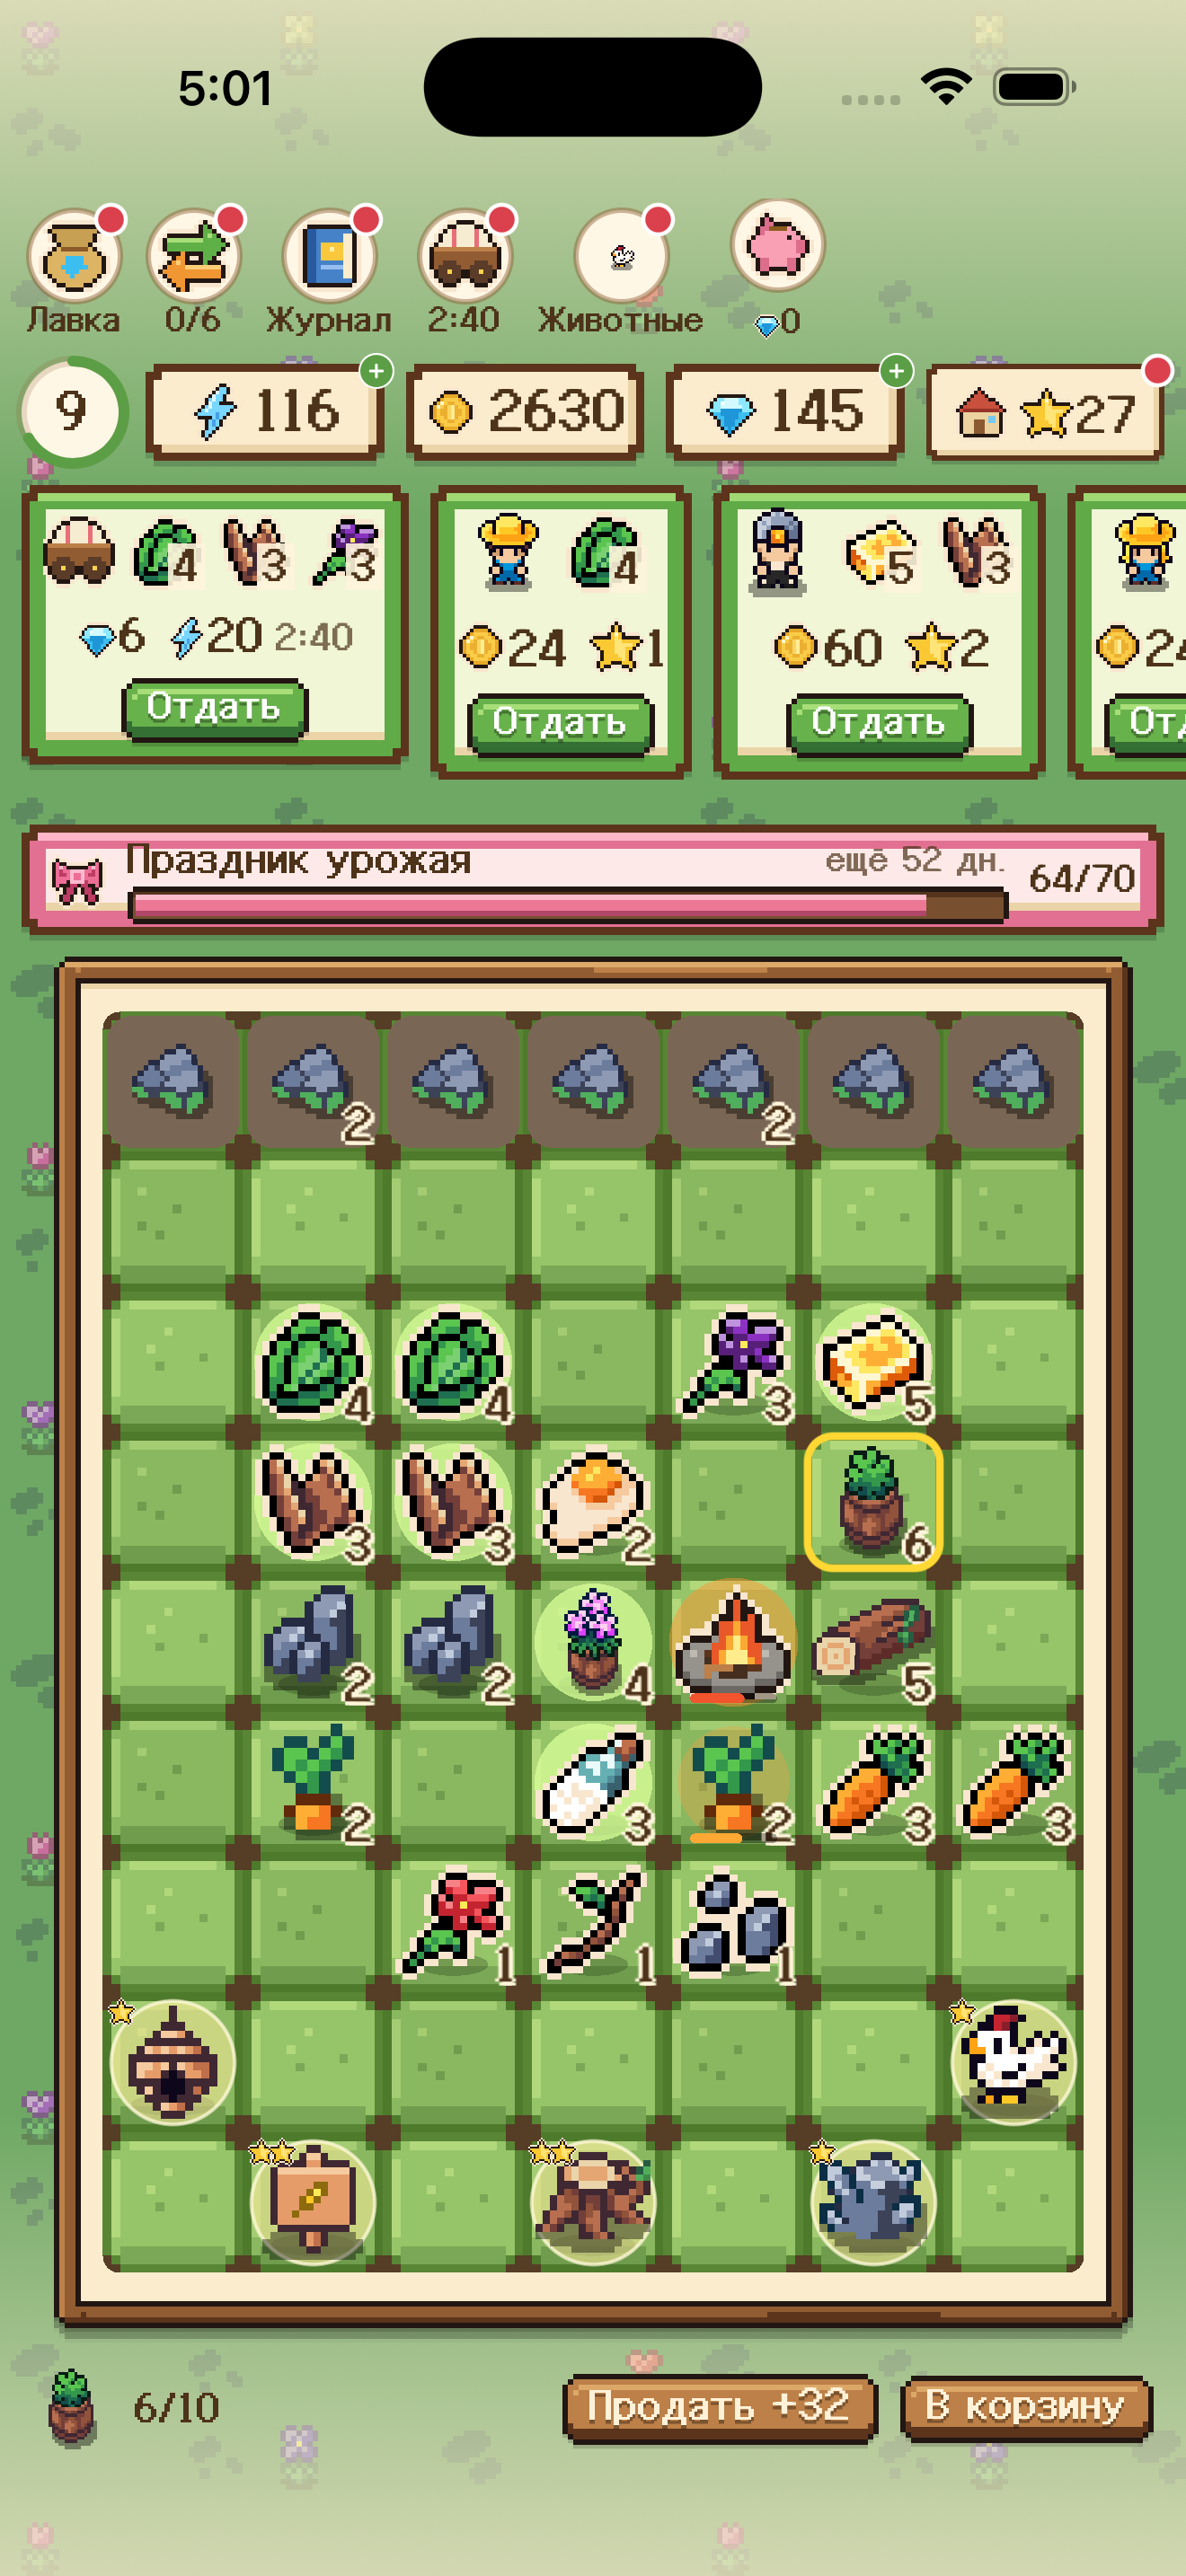 5:01
Лавка 0/6 Журнал 2:40 Животные 0
9 116 2630 145 27
4 3 3 4 5 3
6 20 2:40 24 1 60 2 24
Отдать Отдать Отдать Отд
Праздник урожая ещё 52 дн. 64/70
2 2
4 4 3 5
3 3 2 6
2 2 4 5
2 3 2 3 3
1 1 1
6/10 Продать +32 В корзину